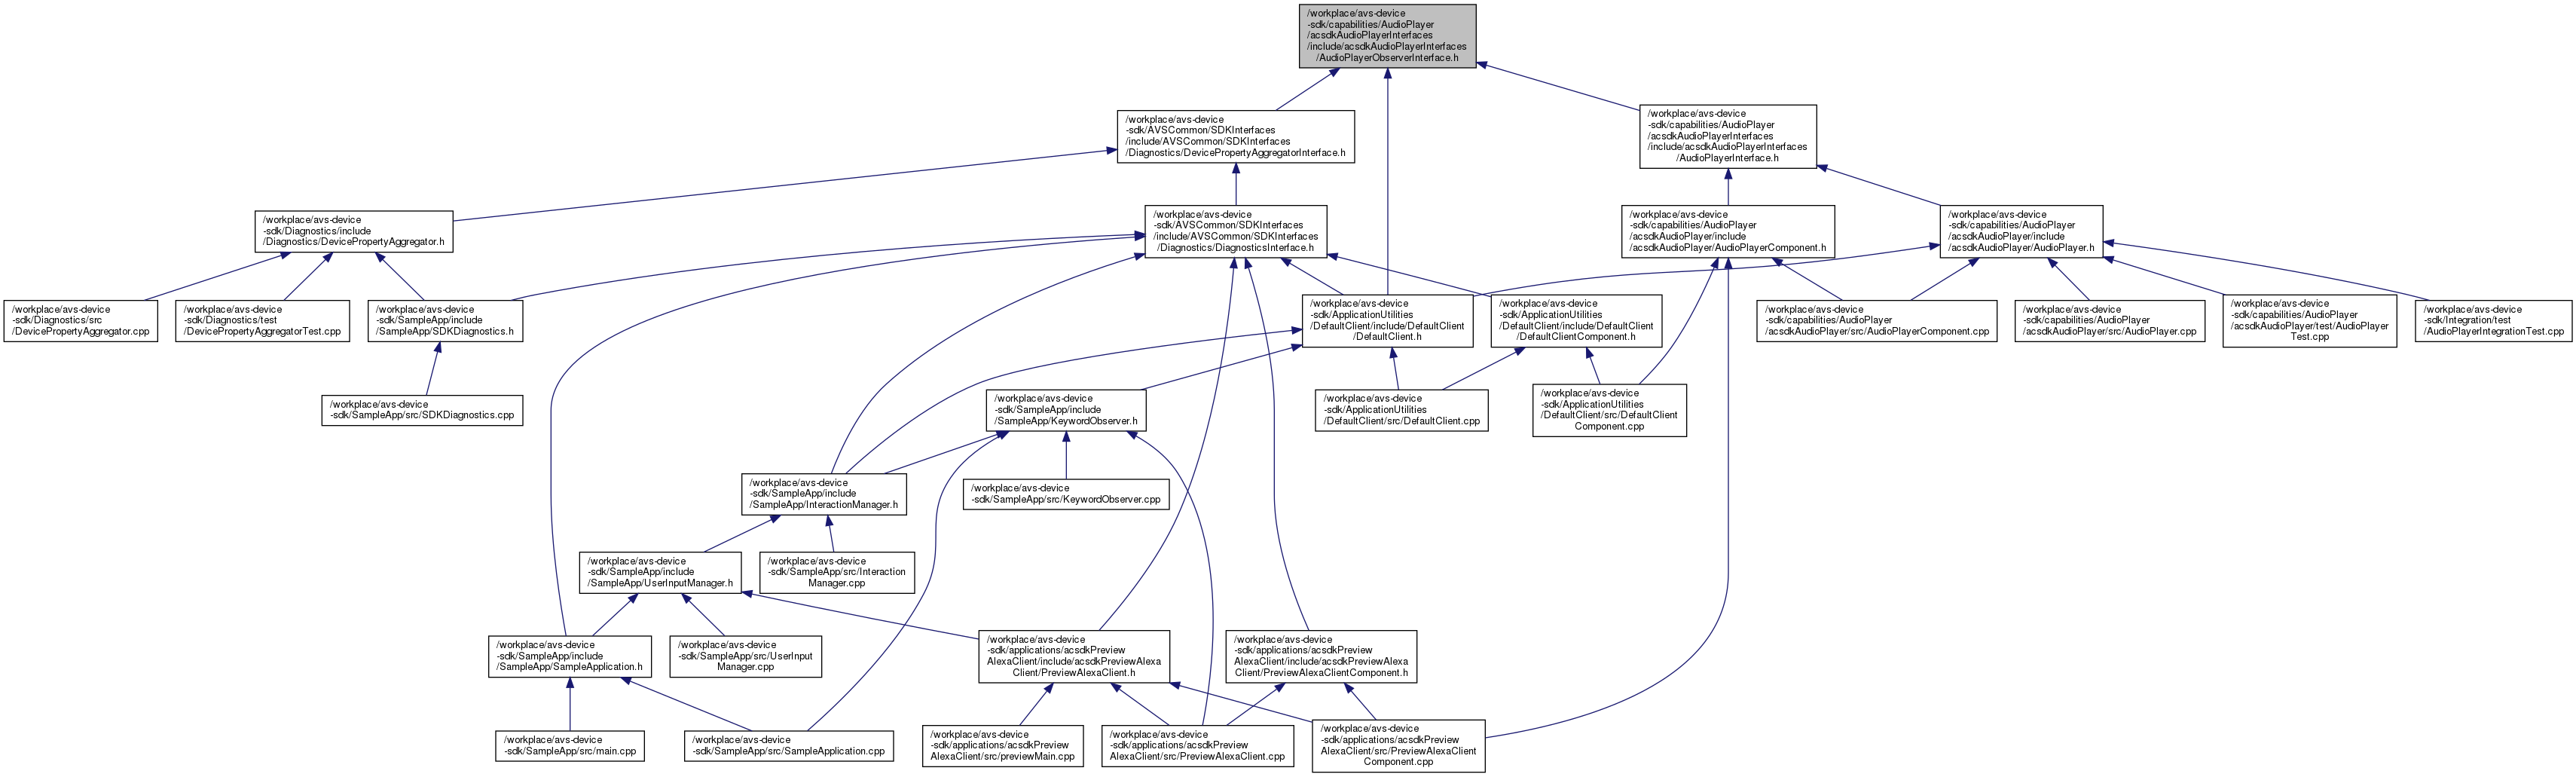 /workplace/avs-device
-sdk/capabilities/AudioPlayer
/acsdkAudioPlayerInterfaces
/include/acsdkAudioPlayerInterfaces
/AudioPlayerObserverInterface.h
/workplace/avs-device
-sdk/AVSCommon/SDKInterfaces
/include/AVSCommon/SDKInterfaces
/Diagnostics/DevicePropertyAggregatorInterface.h
/workplace/avs-device
-sdk/capabilities/AudioPlayer
/acsdkAudioPlayerInterfaces
/include/acsdkAudioPlayerInterfaces
/AudioPlayerInterface.h
/workplace/avs-device
-sdk/Diagnostics/include
/Diagnostics/DevicePropertyAggregator.h
/workplace/avs-device
-sdk/AVSCommon/SDKInterfaces
/include/AVSCommon/SDKInterfaces
/Diagnostics/DiagnosticsInterface.h
/workplace/avs-device
-sdk/capabilities/AudioPlayer
/acsdkAudioPlayer/include
/acsdkAudioPlayer/AudioPlayerComponent.h
/workplace/avs-device
-sdk/capabilities/AudioPlayer
/acsdkAudioPlayer/include
/acsdkAudioPlayer/AudioPlayer.h
/workplace/avs-device
-sdk/Diagnostics/src
/DevicePropertyAggregator.cpp
/workplace/avs-device
-sdk/Diagnostics/test
/DevicePropertyAggregatorTest.cpp
/workplace/avs-device
-sdk/SampleApp/include
/SampleApp/SDKDiagnostics.h
/workplace/avs-device
-sdk/ApplicationUtilities
/DefaultClient/include/DefaultClient
/DefaultClient.h
/workplace/avs-device
-sdk/ApplicationUtilities
/DefaultClient/include/DefaultClient
/DefaultClientComponent.h
/workplace/avs-device
-sdk/capabilities/AudioPlayer
/acsdkAudioPlayer/src/AudioPlayerComponent.cpp
/workplace/avs-device
-sdk/capabilities/AudioPlayer
/acsdkAudioPlayer/src/AudioPlayer.cpp
/workplace/avs-device
-sdk/capabilities/AudioPlayer
/acsdkAudioPlayer/test/AudioPlayer
Test.cpp
/workplace/avs-device
-sdk/Integration/test
/AudioPlayerIntegrationTest.cpp
/workplace/avs-device
-sdk/SampleApp/src/SDKDiagnostics.cpp
/workplace/avs-device
-sdk/SampleApp/include
/SampleApp/KeywordObserver.h
/workplace/avs-device
-sdk/ApplicationUtilities
/DefaultClient/src/DefaultClient.cpp
/workplace/avs-device
-sdk/ApplicationUtilities
/DefaultClient/src/DefaultClient
Component.cpp
/workplace/avs-device
-sdk/SampleApp/include
/SampleApp/InteractionManager.h
/workplace/avs-device
-sdk/SampleApp/src/KeywordObserver.cpp
/workplace/avs-device
-sdk/SampleApp/include
/SampleApp/UserInputManager.h
/workplace/avs-device
-sdk/SampleApp/src/Interaction
Manager.cpp
/workplace/avs-device
-sdk/SampleApp/include
/SampleApp/SampleApplication.h
/workplace/avs-device
-sdk/SampleApp/src/UserInput
Manager.cpp
/workplace/avs-device
-sdk/applications/acsdkPreview
AlexaClient/include/acsdkPreviewAlexa
Client/PreviewAlexaClient.h
/workplace/avs-device
-sdk/applications/acsdkPreview
AlexaClient/include/acsdkPreviewAlexa
Client/PreviewAlexaClientComponent.h
/workplace/avs-device
-sdk/SampleApp/src/main.cpp
/workplace/avs-device
-sdk/SampleApp/src/SampleApplication.cpp
/workplace/avs-device
-sdk/applications/acsdkPreview
AlexaClient/src/previewMain.cpp
/workplace/avs-device
-sdk/applications/acsdkPreview
AlexaClient/src/PreviewAlexaClient.cpp
/workplace/avs-device
-sdk/applications/acsdkPreview
AlexaClient/src/PreviewAlexaClient
Component.cpp